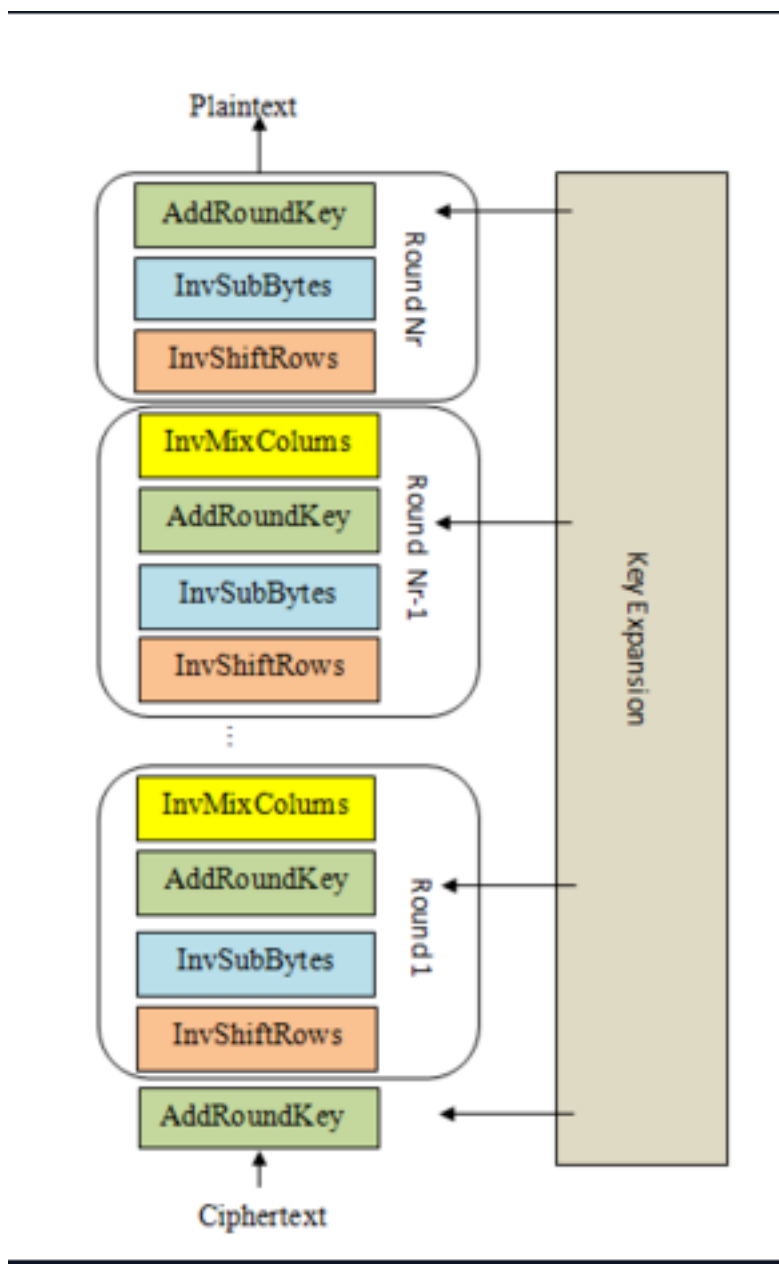 Plaintext
AddRoundKey
InvSubBytes
InvShiftRows
Round Nr
InvMixColums
AddRoundKey
InvSubBytes
InvShiftRows
Round Nr-1
...
InvMixColums
AddRoundKey
InvSubBytes
InvShiftRows
Round 1
AddRoundKey
Ciphertext
Key Expansion